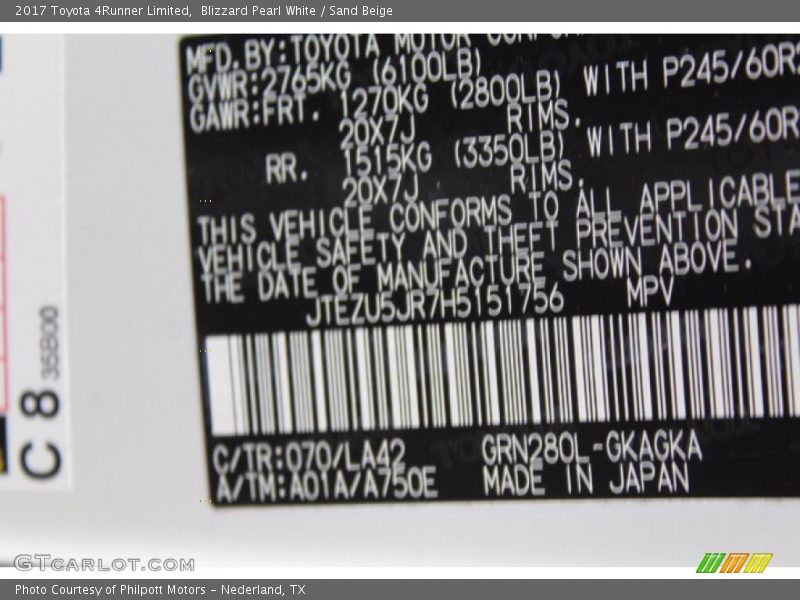 2017 Toyota 4Runner Limited,  Blizzard Pearl White / Sand Beige
MFD.BY:TOYOTA MOTOR
GVWR:2765KG (6100LB)
GAWR:FRT. 1270KG (2800LB) WITH P245/60R
20X7J RIMS.
RR. 1515KG (3350LB) WITH P245/60R
20X7J RIMS.
THIS VEHICLE CONFORMS TO ALL APPLICABLE
VEHICLE SAFETY AND THEFT PREVENTION STA
THE DATE OF MANUFACTURE SHOWN ABOVE.
JTEZU5JR7H5151756 MPV
C/TR:070/LA42 GRN280L-GKAGKA
A/TM:A01A/A750E MADE IN JAPAN
C 8 35B00
GTCARLOT.COM
Photo Courtesy of Philpott Motors - Nederland, TX